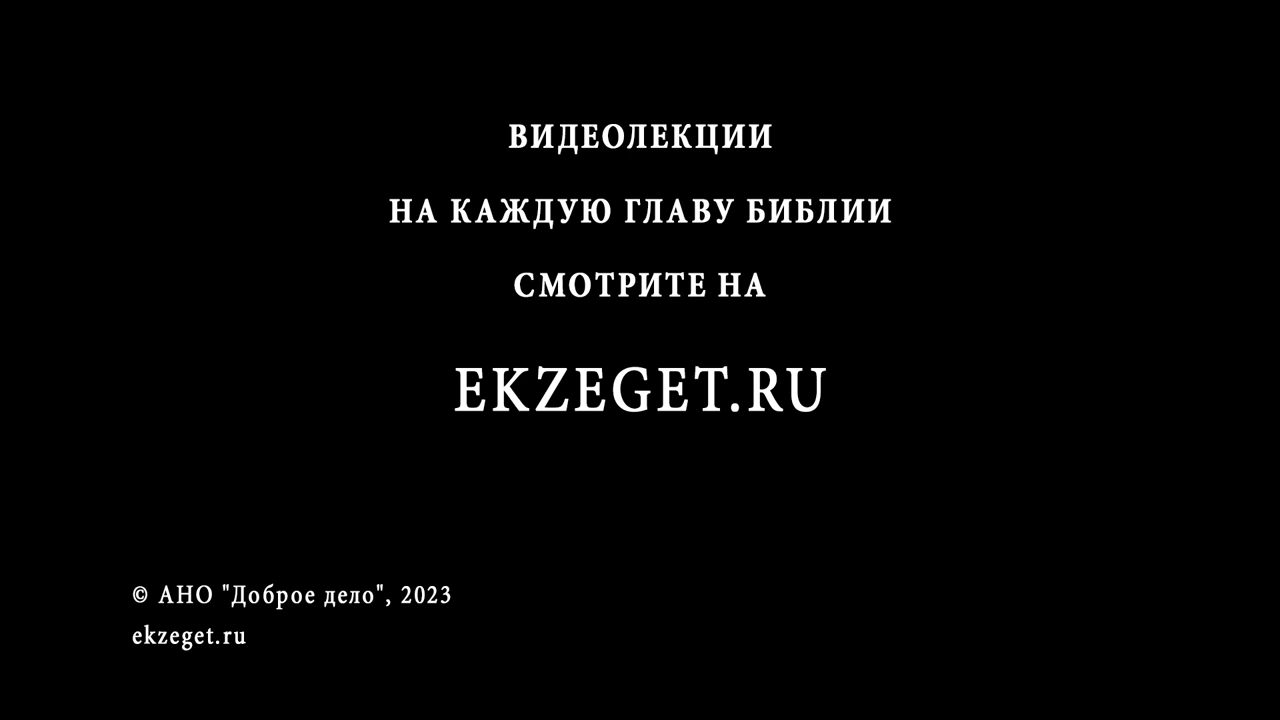 ВИДЕОЛЕКЦИИ
НА КАЖДУЮ ГЛАВУ БИБЛИИ
СМОТРИТЕ НА
EKZEGET.RU
© АНО "Доброе дело", 2023
ekzeget.ru